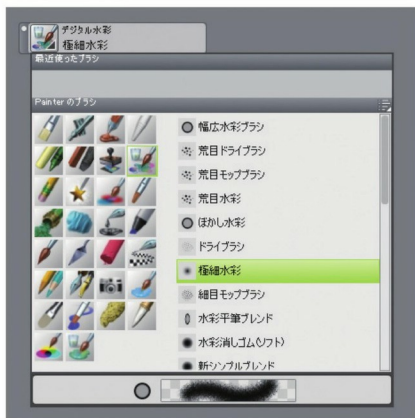 デジタル水彩
極細水彩
最近使ったブラシ
Painter のブラシ
幅広水彩ブラシ
荒目ドライブラシ
荒目モップブラシ
荒目水彩
ぼかし水彩
ドライブラシ
極細水彩
細目モップブラシ
水彩平筆ブレンド
水彩消しゴム(ソフト)
新シンプルブレンド